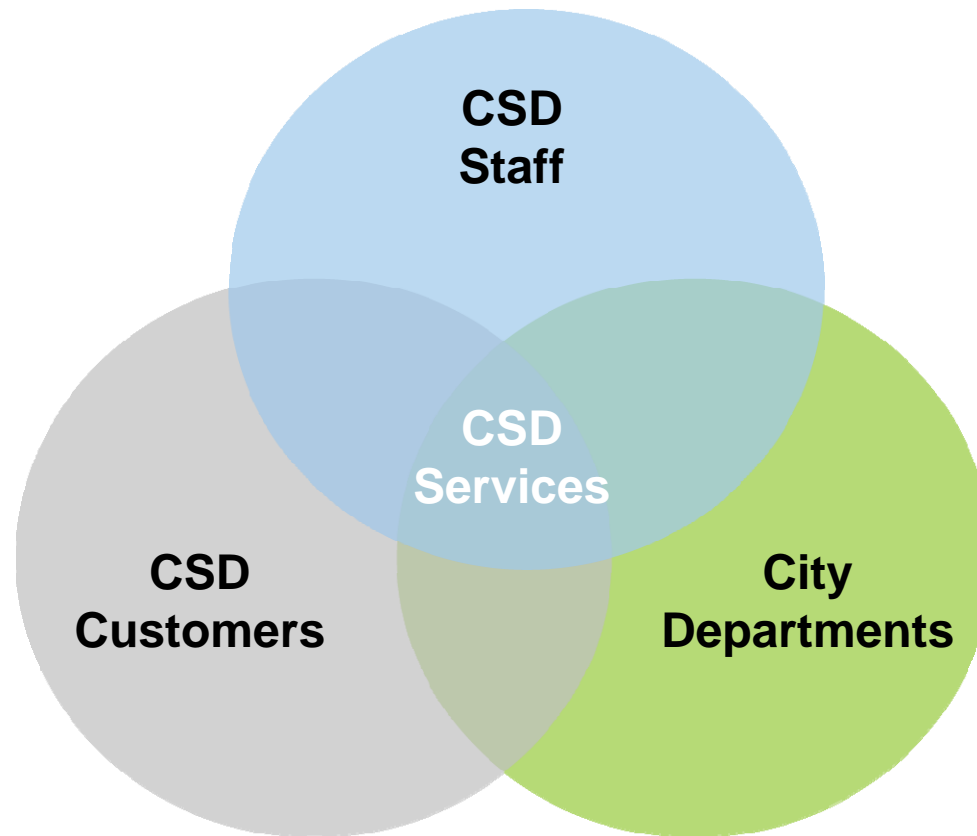 CSD
Staff
CSD
Services
CSD
Customers
City
Departments